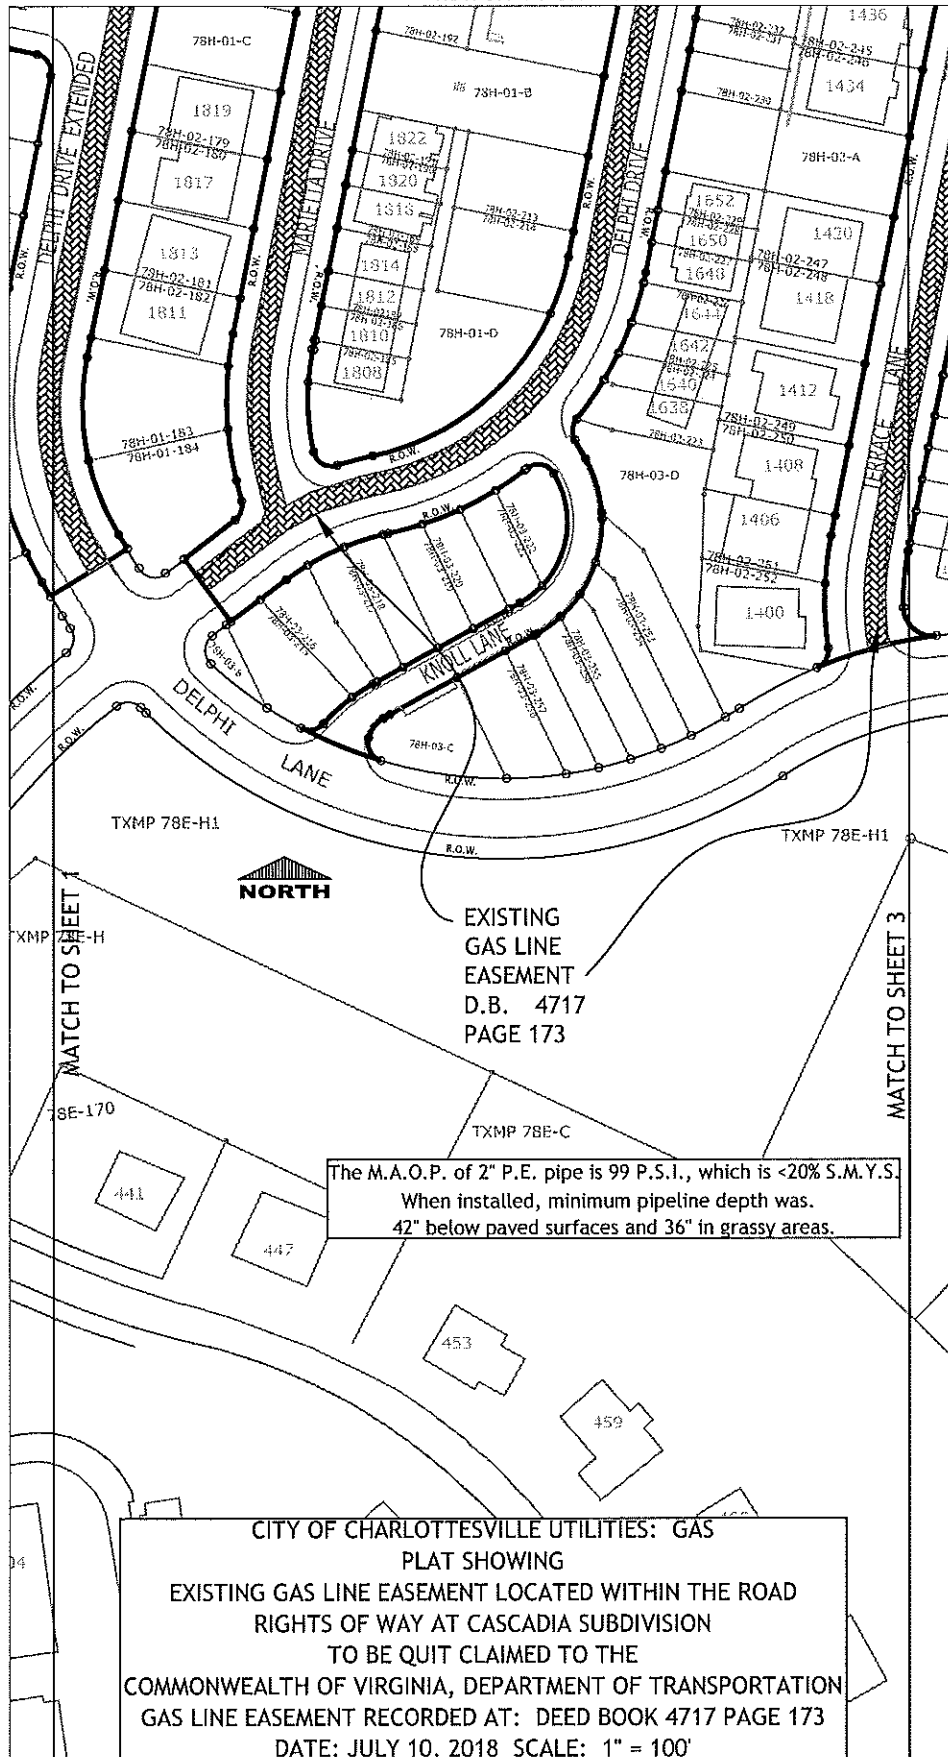 1436
78H-02-192
78H-01-C
78H-01-B
1434
78H-02-230
78H-03-A
DELPHI DRIVE EXTENDED
MARIETTA DRIVE
DELPHI DRIVE
TERRACE LANE
1819
78H-02-179
78H-02-180
1817
1822
1820
1818
78H-02-213
78H-02-214
1652
1650
1648
1644
1642
1640
1638
1420
78H-02-247
78H-02-248
1418
1813
78H-02-181
78H-02-182
1811
1814
1812
1810
1808
78H-01-D
1412
78H-02-249
78H-02-250
1408
1406
78H-02-251
78H-02-252
1400
78H-01-183
78H-01-184
R.O.W.
R.O.W.
R.O.W.
R.O.W.
R.O.W.
R.O.W.
R.O.W.
R.O.W.
78H-03-D
KNOLL LANE
R.O.W.
78H-03-C
DELPHI
LANE
R.O.W.
R.O.W.
R.O.W.
R.O.W.
TXMP 78E-H1
TXMP 78E-H1
NORTH
TXMP 78E-H
MATCH TO SHEET 1
MATCH TO SHEET 3
EXISTING
GAS LINE
EASEMENT
D.B. 4717
PAGE 173
78E-170
TXMP 78E-C
The M.A.O.P. of 2" P.E. pipe is 99 P.S.I., which is <20% S.M.Y.S.
When installed, minimum pipeline depth was.
42" below paved surfaces and 36" in grassy areas.
441
447
453
459
CITY OF CHARLOTTESVILLE UTILITIES: GAS
PLAT SHOWING
EXISTING GAS LINE EASEMENT LOCATED WITHIN THE ROAD
RIGHTS OF WAY AT CASCADIA SUBDIVISION
TO BE QUIT CLAIMED TO THE
COMMONWEALTH OF VIRGINIA, DEPARTMENT OF TRANSPORTATION
GAS LINE EASEMENT RECORDED AT: DEED BOOK 4717 PAGE 173
DATE: JULY 10, 2018 SCALE: 1" = 100'